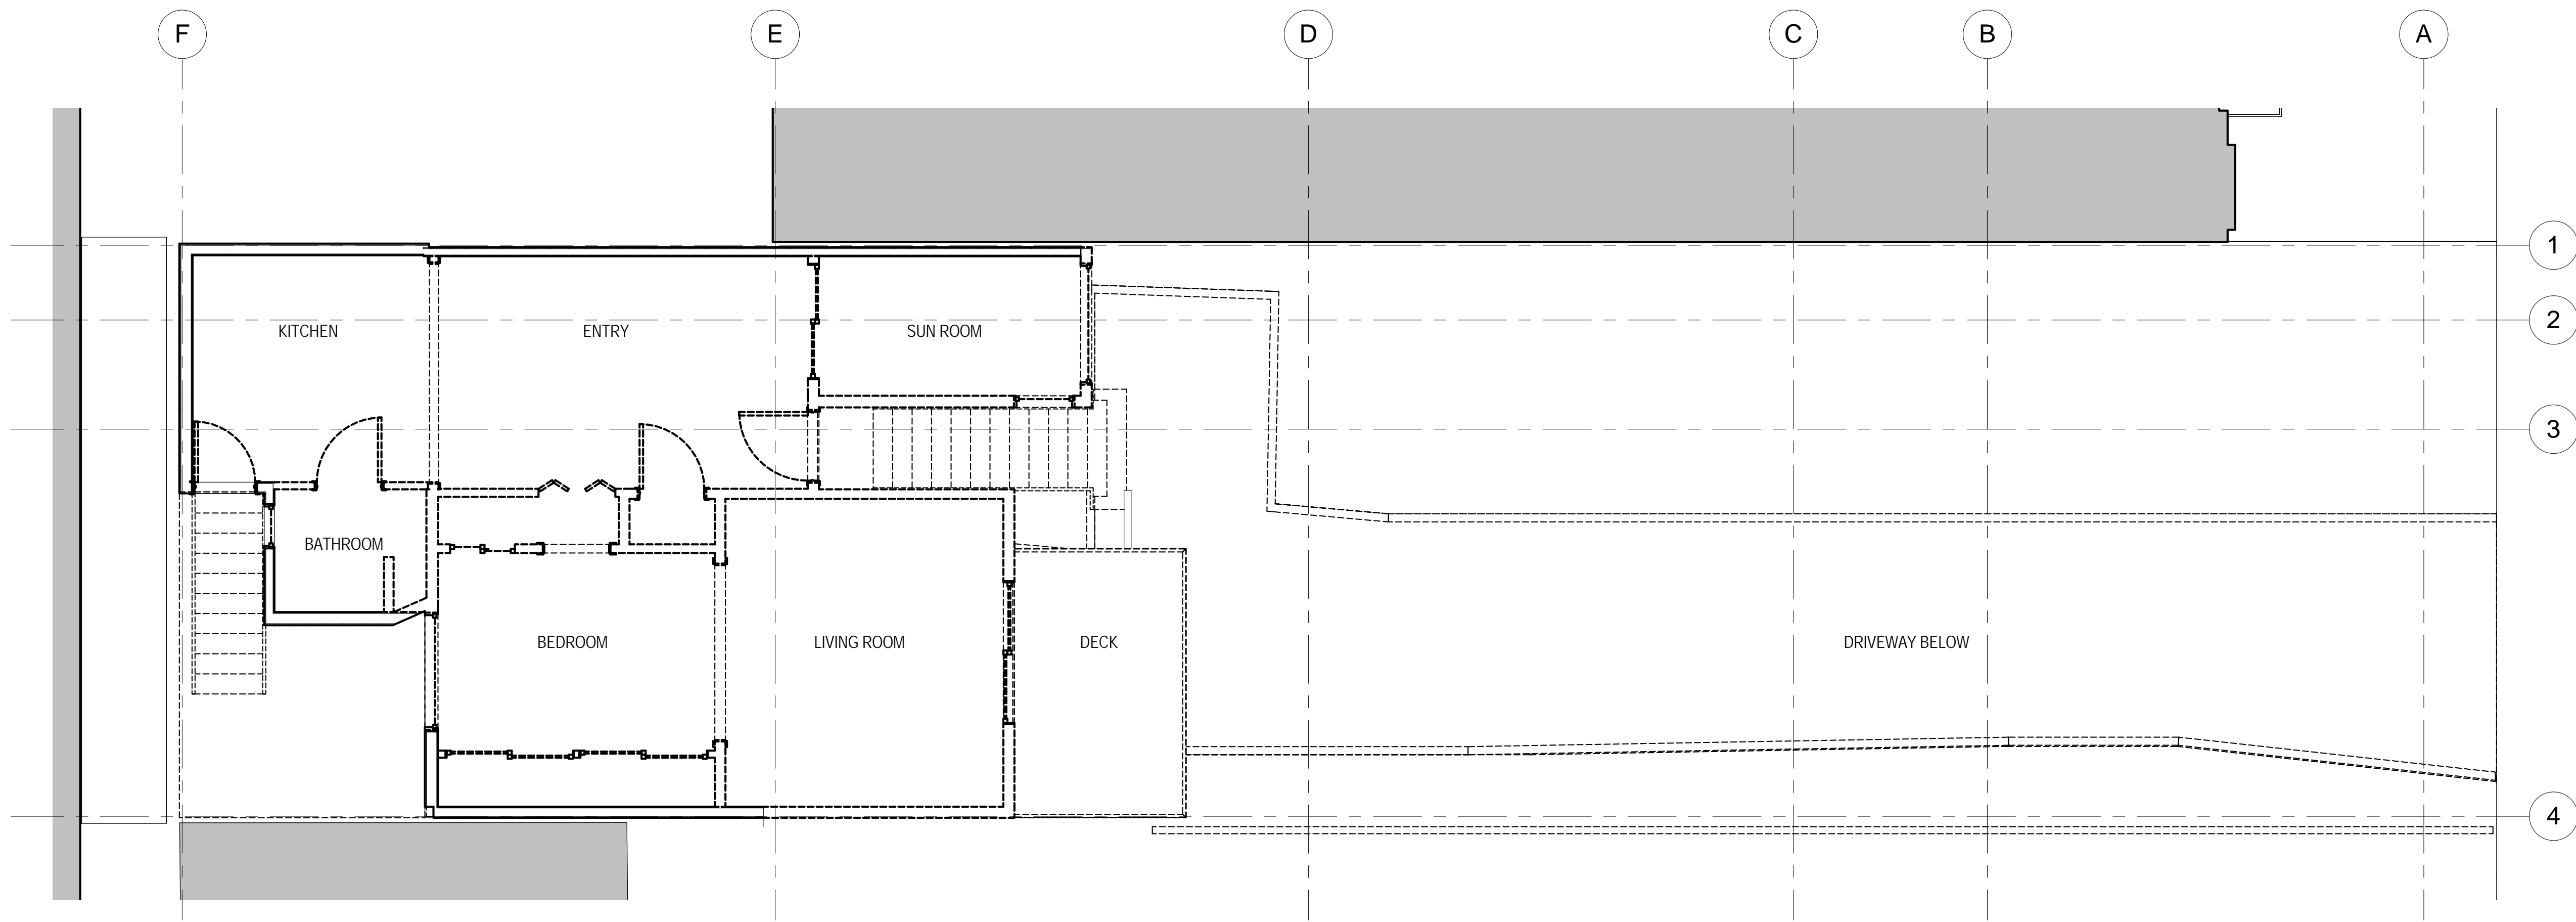 F
E
D
C
B
A
1
2
KITCHEN
ENTRY
SUN ROOM
3
BATHROOM
BEDROOM
LIVING ROOM
DECK
DRIVEWAY BELOW
4